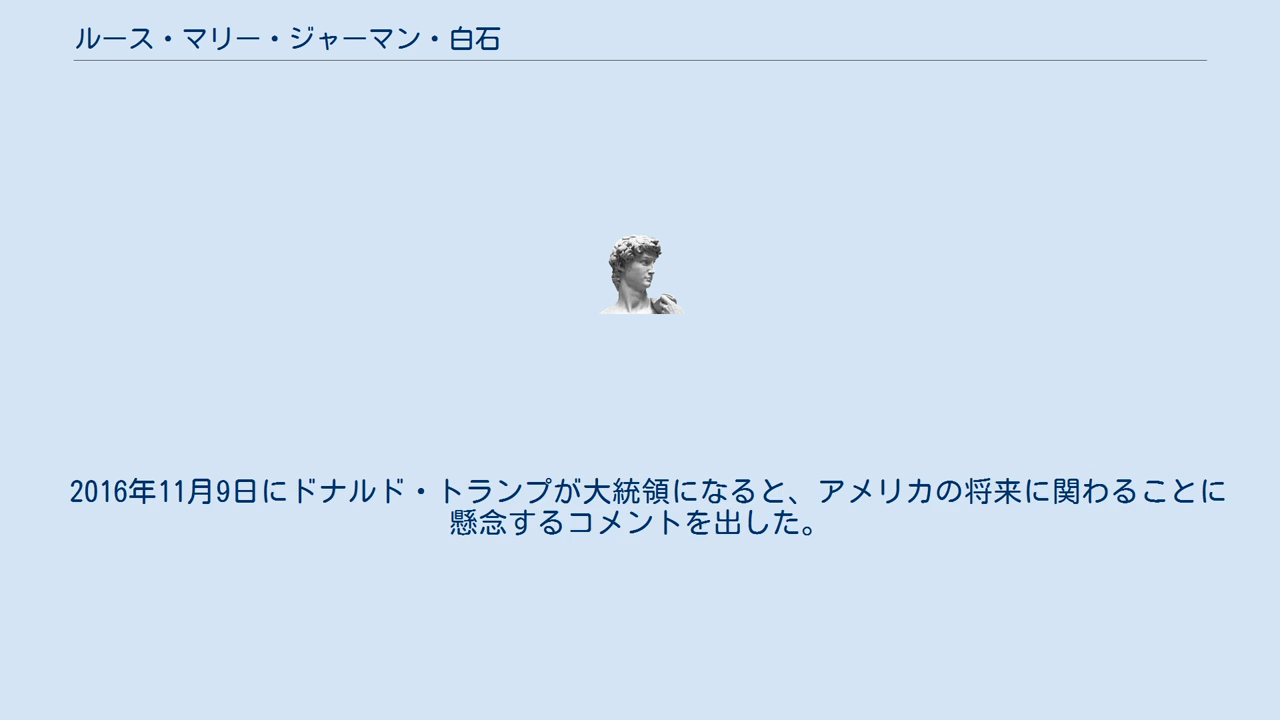 ルース・マリー・ジャーマン・白石
2016年11月9日にドナルド・トランプが大統領になると、アメリカの将来に関わることに
懸念するコメントを出した。